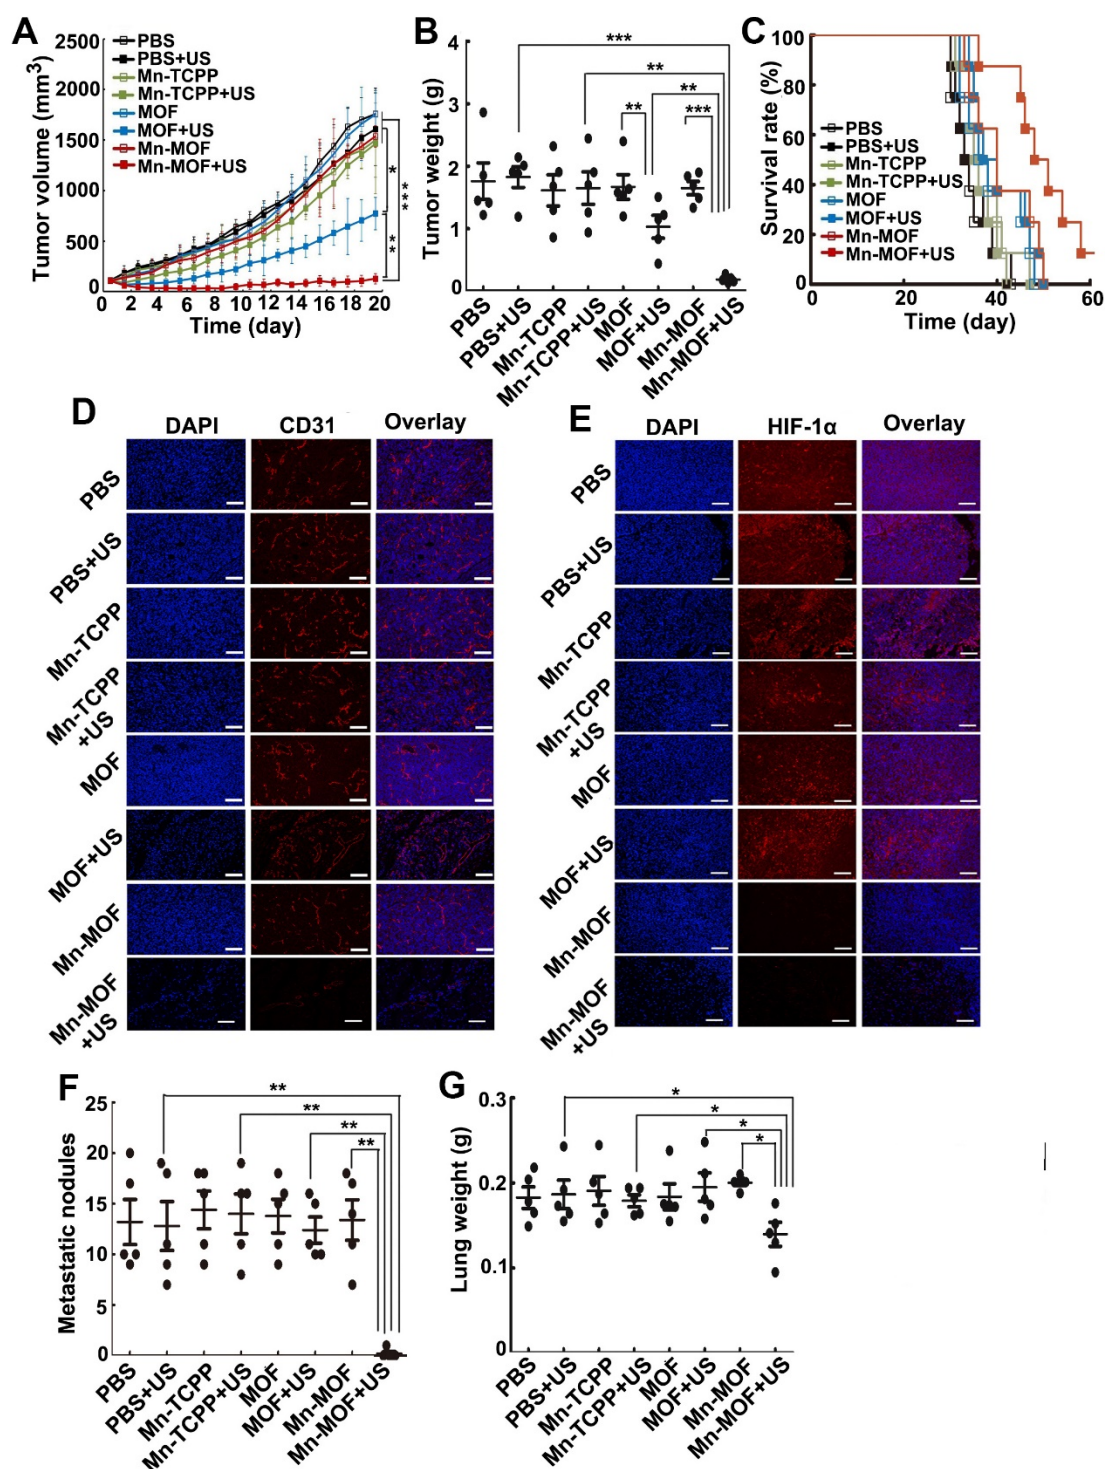 A
2500
2000
1500
1000
500
0
Tumor volume (mm³)
0 2 4 6 8 10 12 14 16 18 20
Time (day)
PBS
PBS+US
Mn-TCPP
Mn-TCPP+US
MOF
MOF+US
Mn-MOF
Mn-MOF+US
*
***
**
B
4
3
2
1
0
Tumor weight (g)
***
**
**
**
***
PBS
PBS+US
Mn-TCPP
Mn-TCPP+US
MOF
MOF+US
Mn-MOF
Mn-MOF+US
C
100
80
60
40
20
0
Survival rate (%)
PBS
PBS+US
Mn-TCPP
Mn-TCPP+US
MOF
MOF+US
Mn-MOF
Mn-MOF+US
0 20 40 60
Time (day)
D
DAPI CD31 Overlay
PBS
PBS+US
Mn-TCPP
Mn-TCPP
+US
MOF
MOF+US
Mn-MOF
Mn-MOF
+US
E
DAPI HIF-1α Overlay
PBS
PBS+US
Mn-TCPP
Mn-TCPP
+US
MOF
MOF+US
Mn-MOF
Mn-MOF
+US
F
25
20
15
10
5
0
Metastatic nodules
**
**
**
**
PBS
PBS+US
Mn-TCPP
Mn-TCPP+US
MOF
MOF+US
Mn-MOF
Mn-MOF+US
G
0.3
0.2
0.1
0
Lung weight (g)
*
*
*
*
PBS
PBS+US
Mn-TCPP
Mn-TCPP+US
MOF
MOF+US
Mn-MOF
Mn-MOF+US